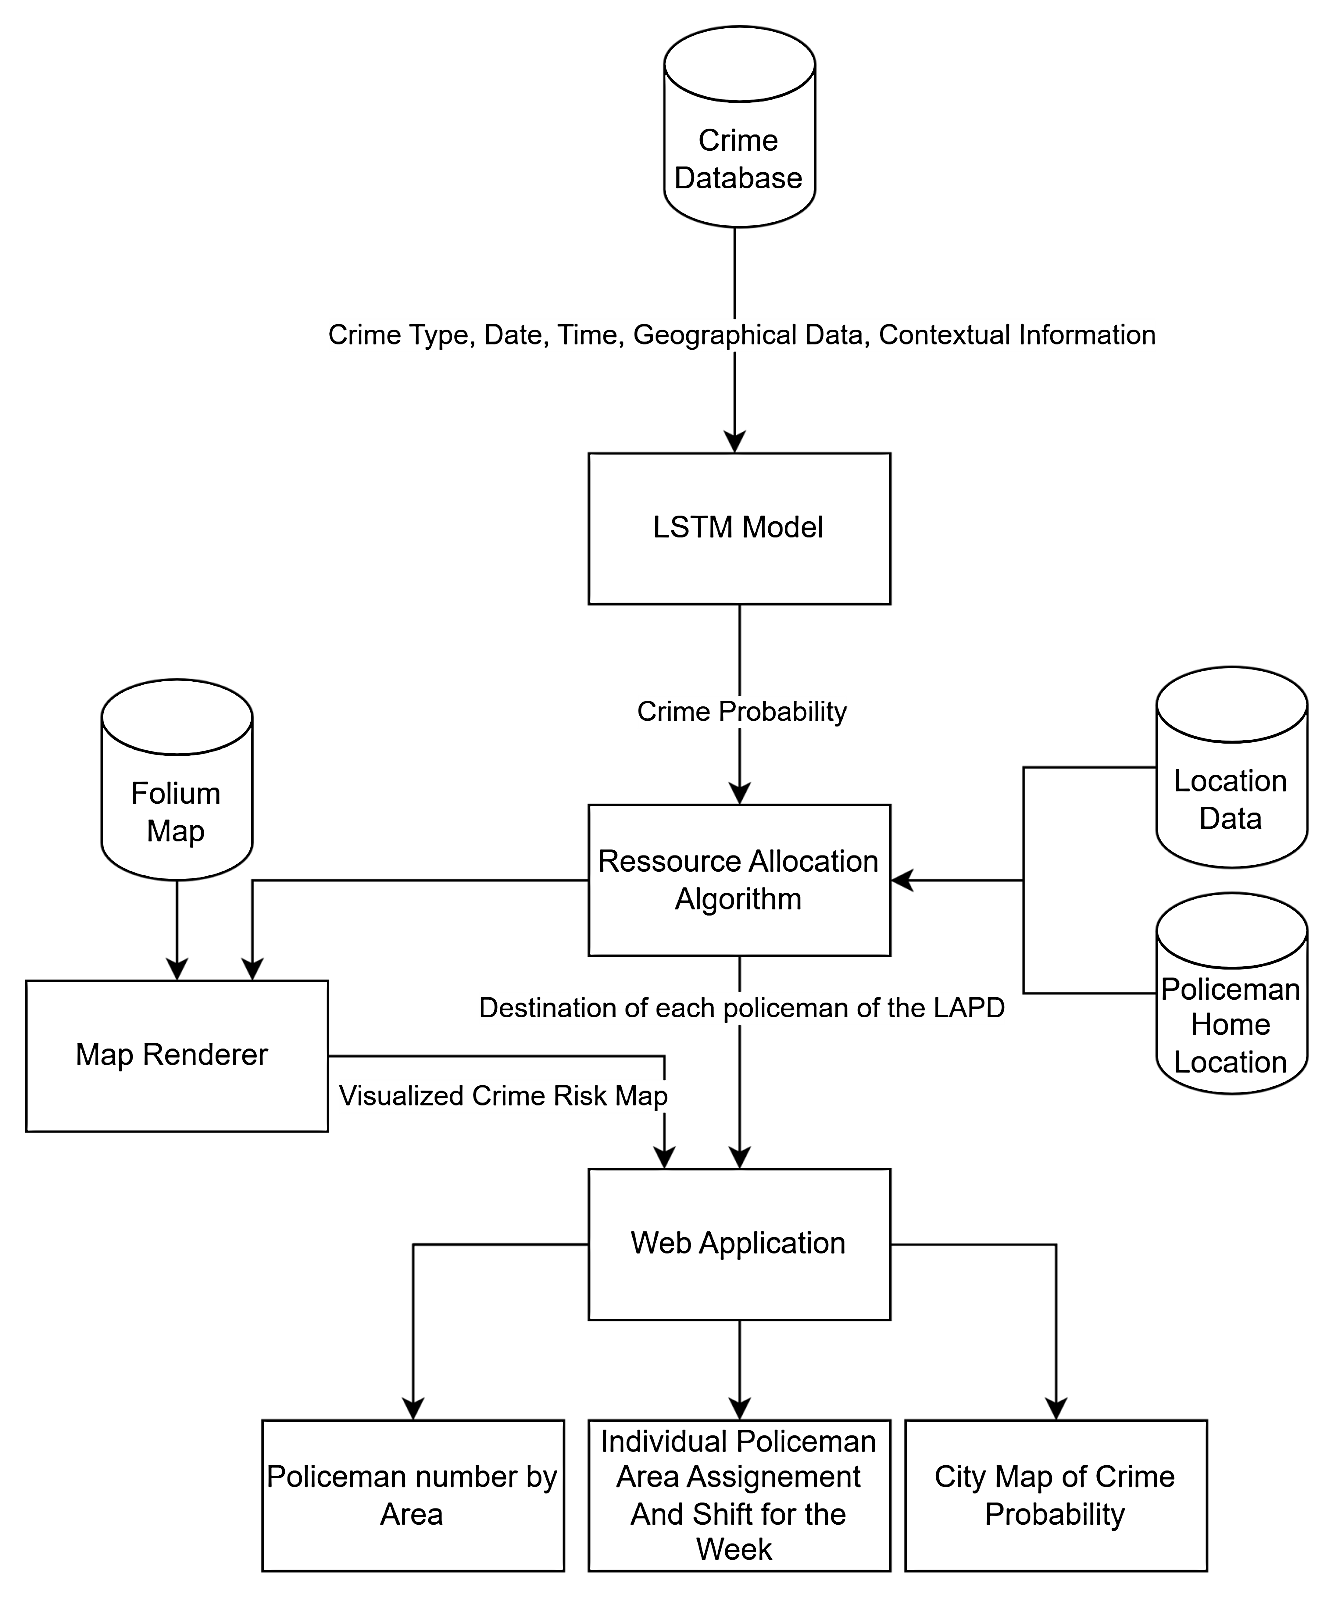 Crime
Database
Crime Type, Date, Time, Geographical Data, Contextual Information
LSTM Model
Crime Probability
Folium
Map
Location
Data
Ressource Allocation
Algorithm
Policeman
Home
Location
Destination of each policeman of the LAPD
Map Renderer
Visualized Crime Risk Map
Web Application
Policeman number by
Area
Individual Policeman
Area Assignement
And Shift for the
Week
City Map of Crime
Probability